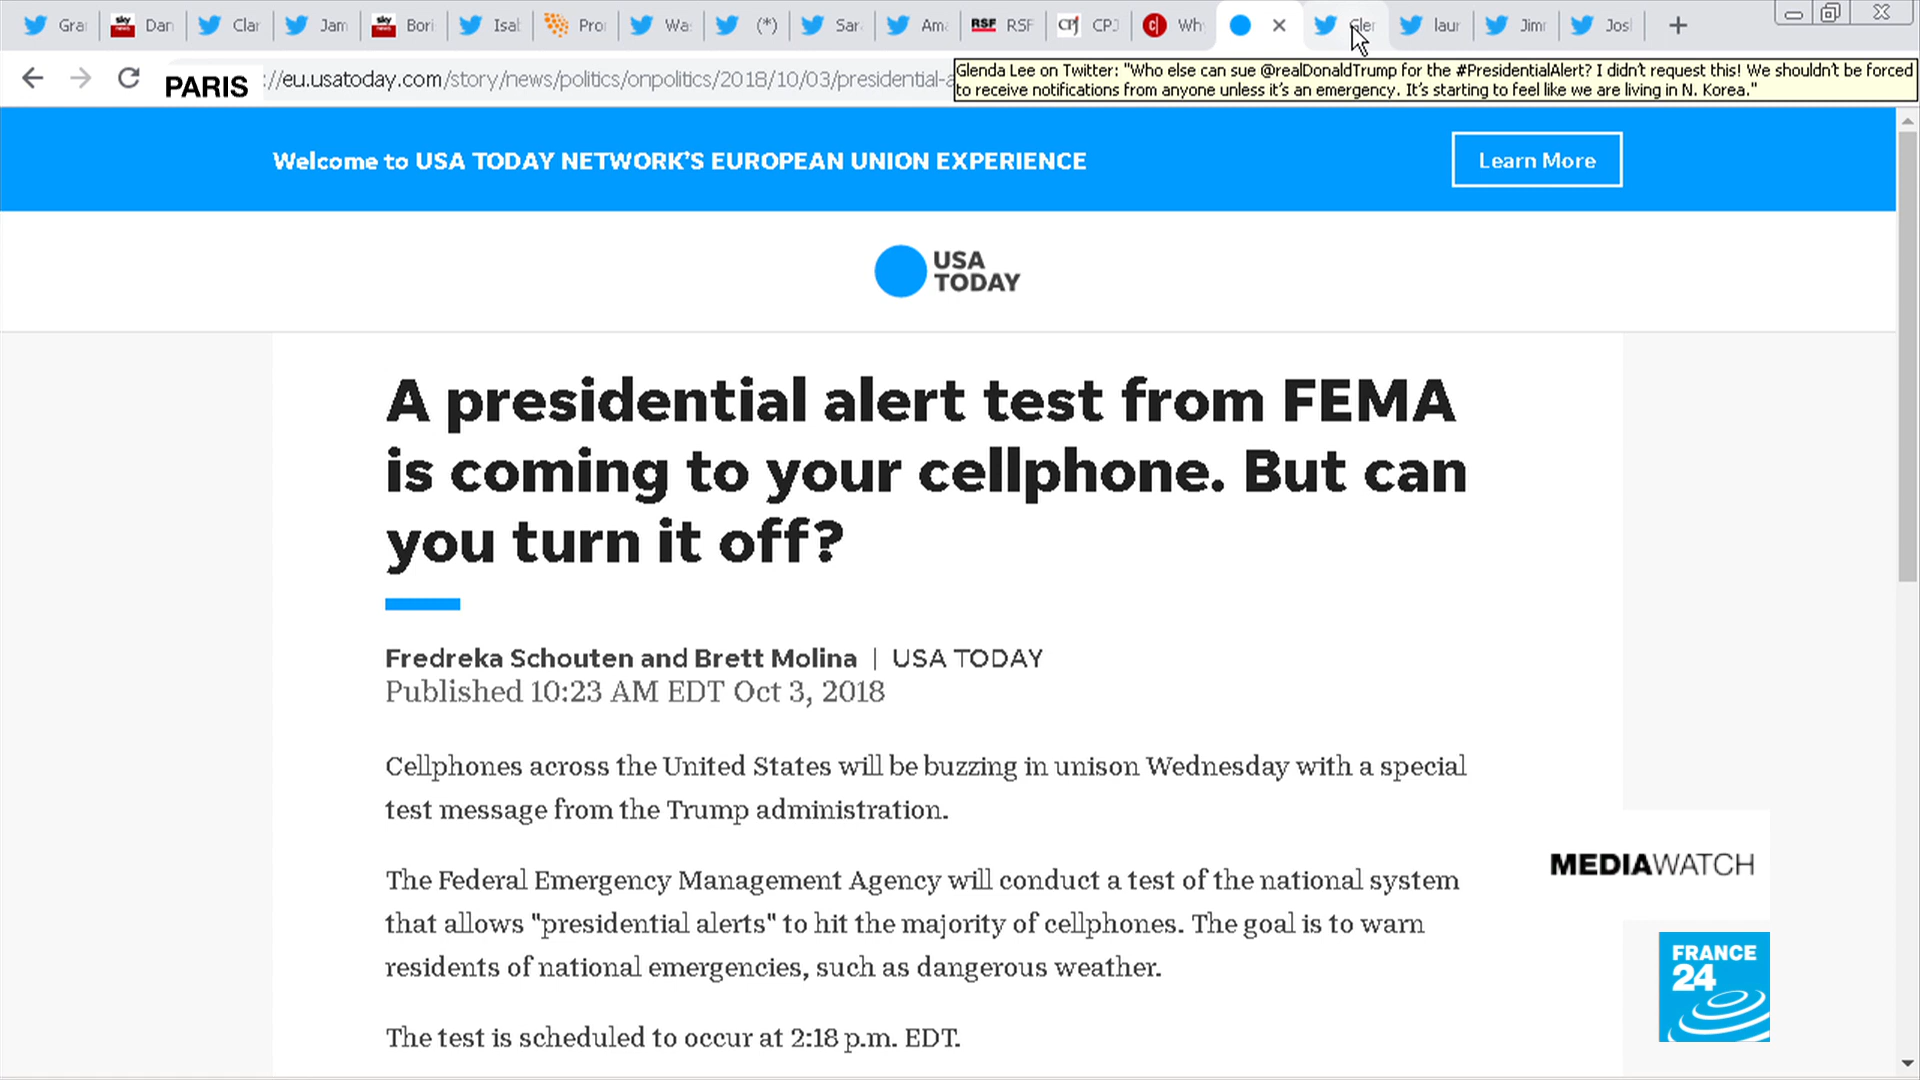 Gra
Dan
Clar
Jam
Bori
Isal
Pro
Wa
(*)
Sar
Ama
RSF RSF
CPJ CPJ
Wh
Gler
laur
Jimr
Jos
PARIS
://eu.usatoday.com/story/news/politics/onpolitics/2018/10/03/presidential-a
Glenda Lee on Twitter: "Who else can sue @realDonaldTrump for the #PresidentialAlert? I didn't request this! We shouldn't be forced
to receive notifications from anyone unless it's an emergency. It's starting to feel like we are living in N. Korea."
Welcome to USA TODAY NETWORK'S EUROPEAN UNION EXPERIENCE
Learn More
USA
TODAY
A presidential alert test from FEMA
is coming to your cellphone. But can
you turn it off?
Fredreka Schouten and Brett Molina | USA TODAY
Published 10:23 AM EDT Oct 3, 2018
Cellphones across the United States will be buzzing in unison Wednesday with a special
test message from the Trump administration.
The Federal Emergency Management Agency will conduct a test of the national system
that allows "presidential alerts" to hit the majority of cellphones. The goal is to warn
residents of national emergencies, such as dangerous weather.
The test is scheduled to occur at 2:18 p.m. EDT.
MEDIAWATCH
FRANCE
24